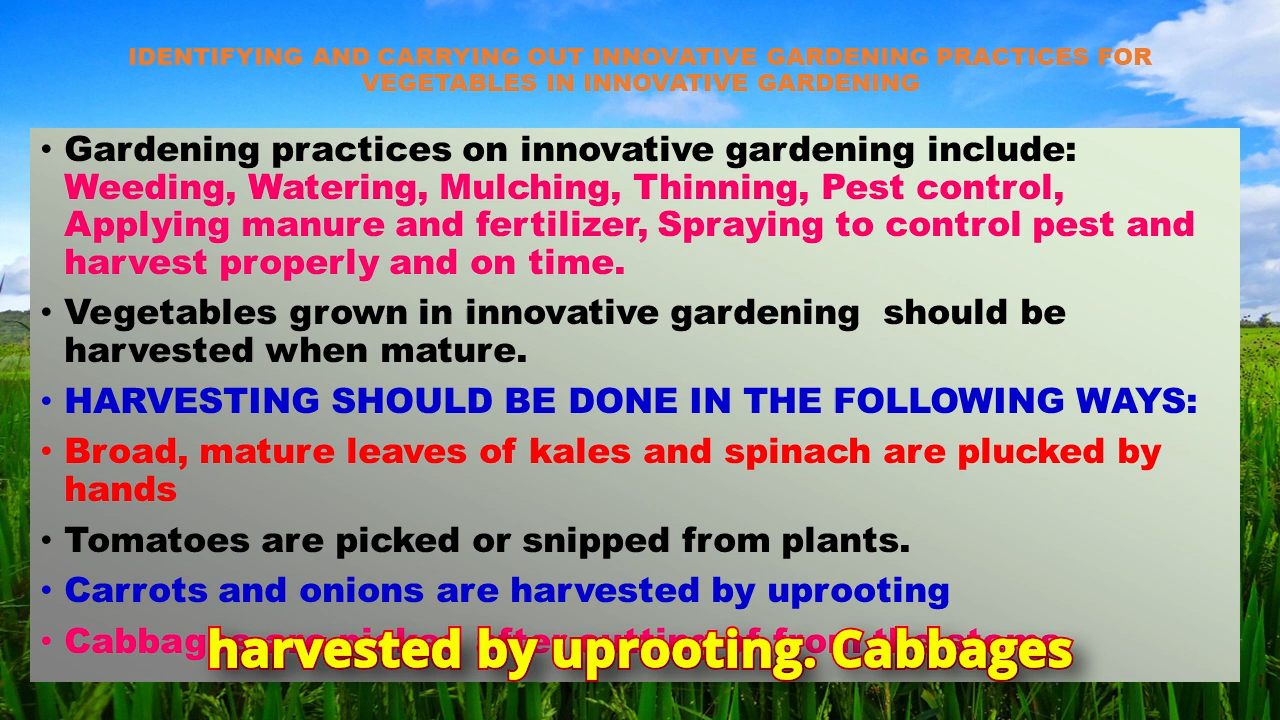 IDENTIFYING AND CARRYING OUT INNOVATIVE GARDENING PRACTICES FOR
VEGETABLES IN INNOVATIVE GARDENING
• Gardening practices on innovative gardening include:
Weeding, Watering, Mulching, Thinning, Pest control,
Applying manure and fertilizer, Spraying to control pest and
harvest properly and on time.
• Vegetables grown in innovative gardening should be
harvested when mature.
• HARVESTING SHOULD BE DONE IN THE FOLLOWING WAYS:
• Broad, mature leaves of kales and spinach are plucked by
hands
• Tomatoes are picked or snipped from plants.
• Carrots and onions are harvested by uprooting
harvested by uprooting. Cabbages